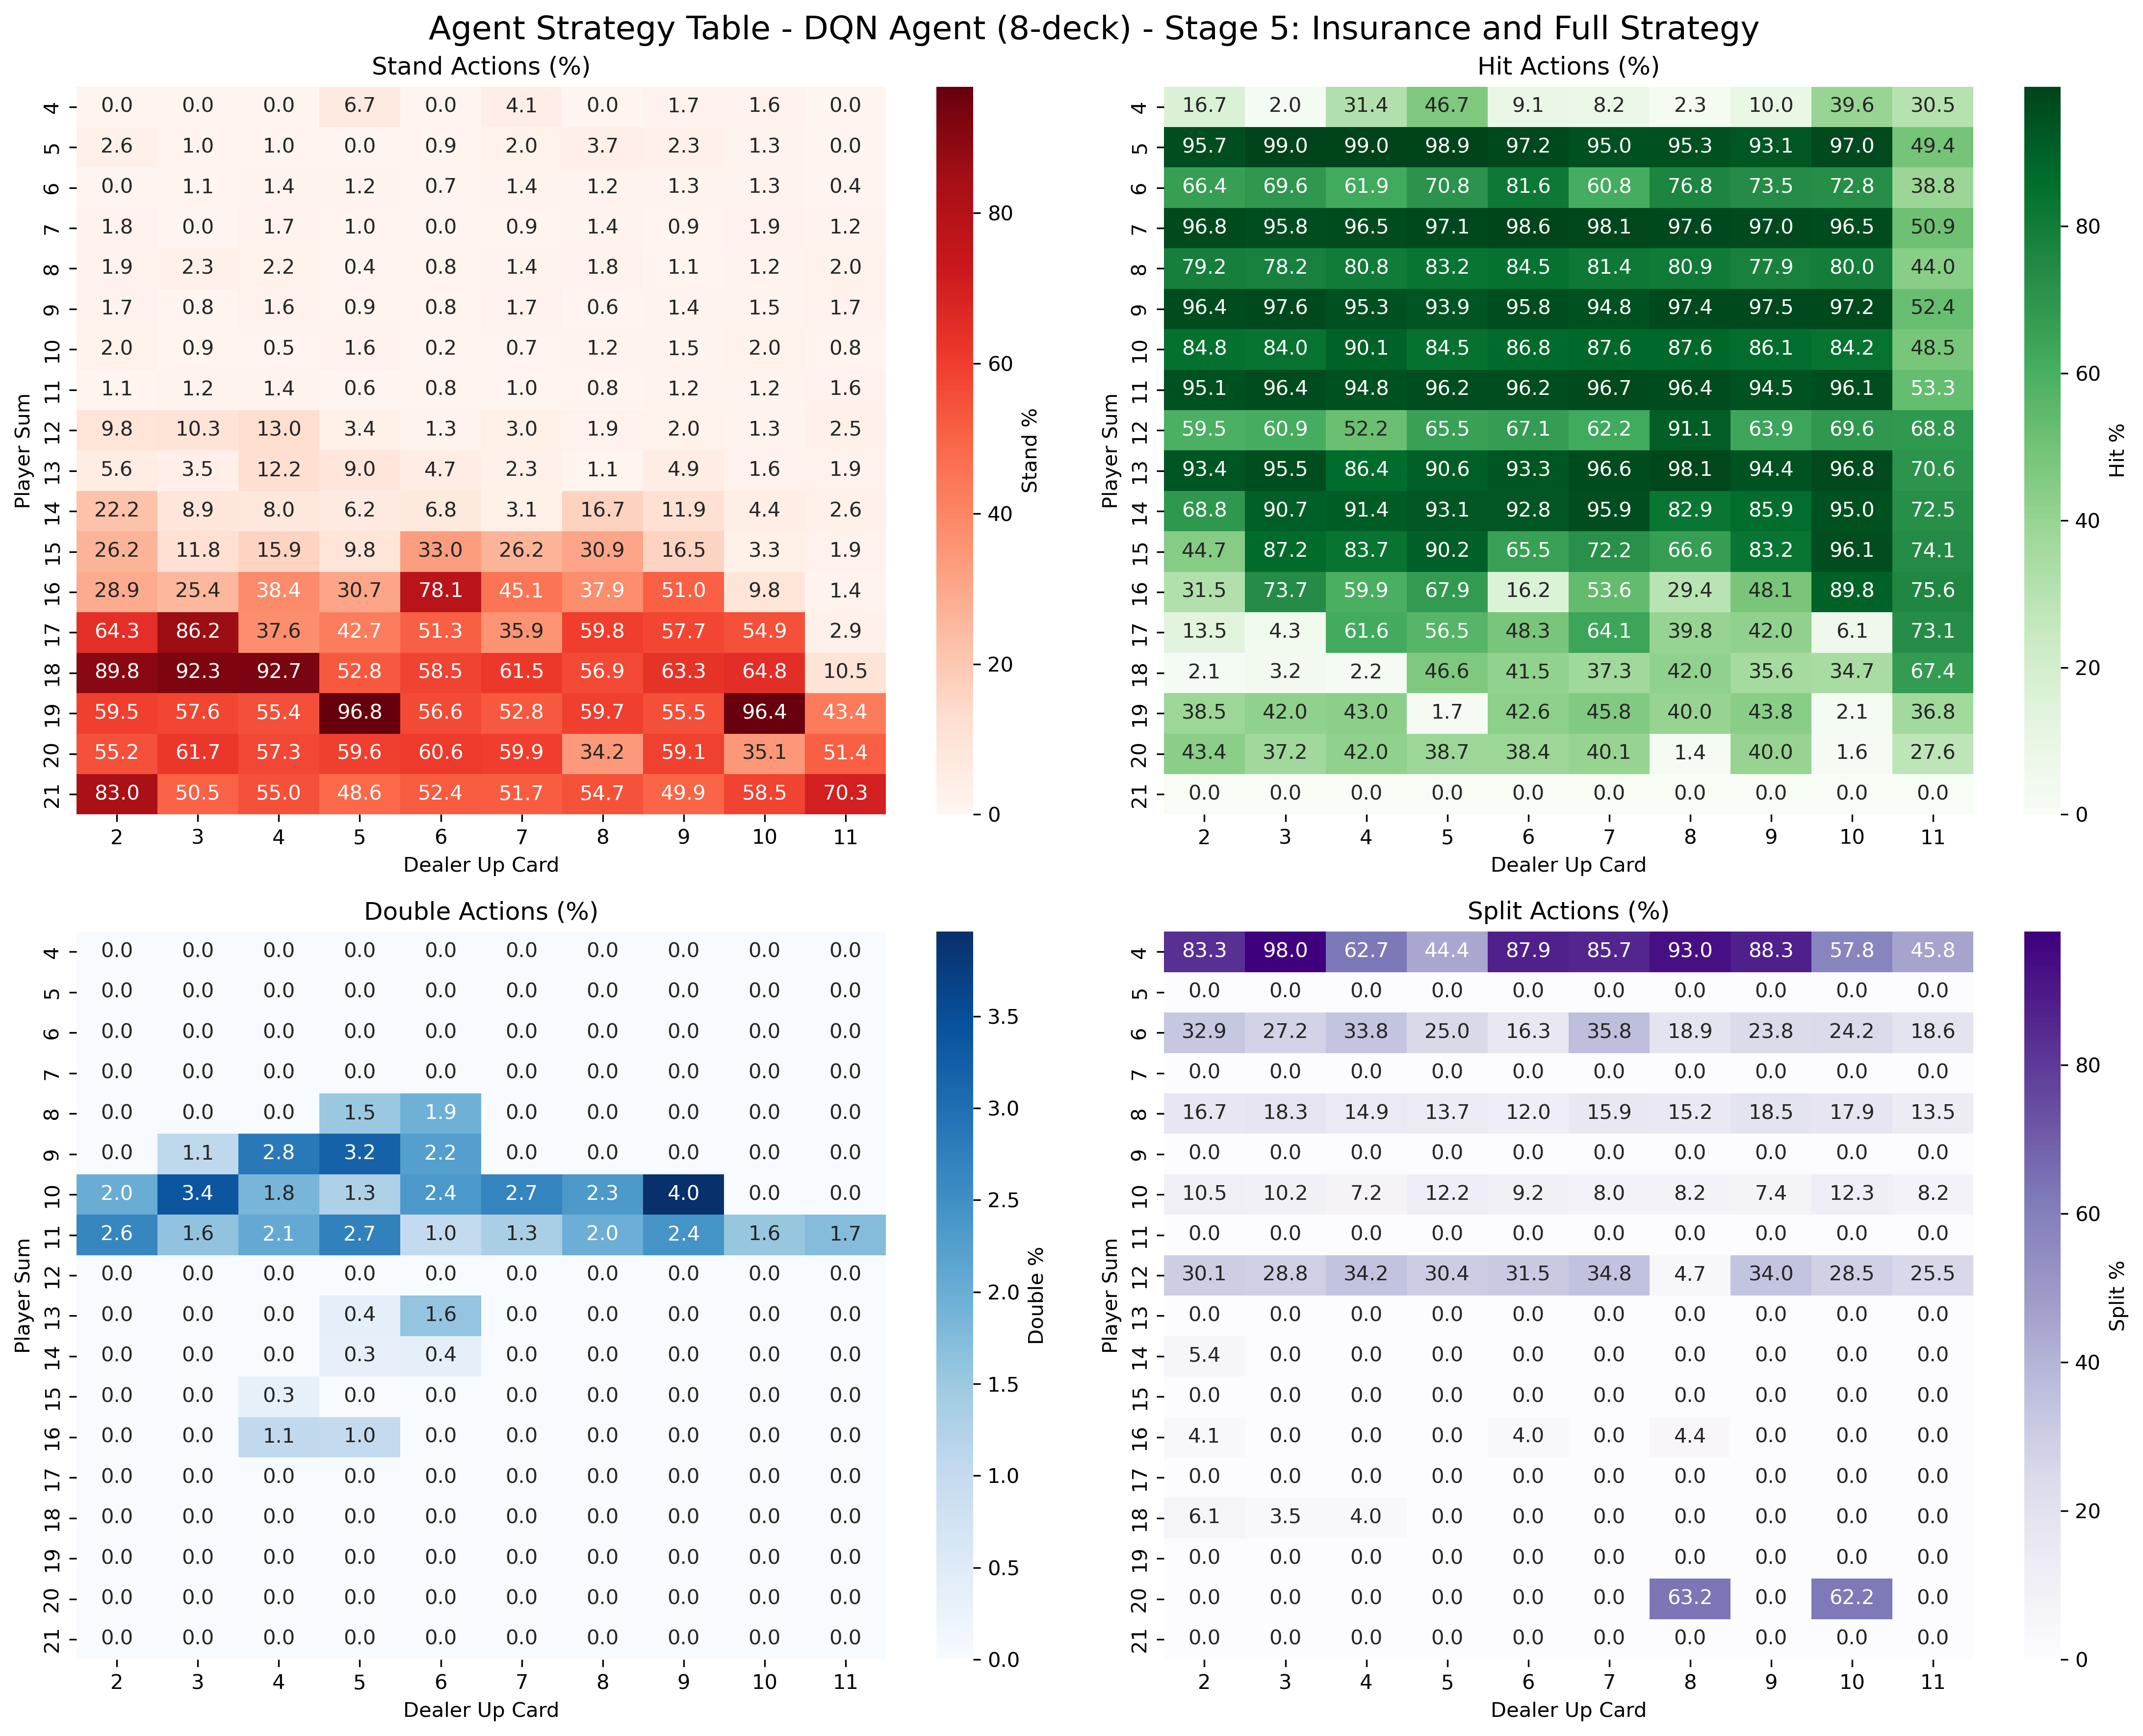 Agent Strategy Table - DQN Agent (8-deck) - Stage 5: Insurance and Full Strategy
Stand Actions (%)
4 0.0 0.0 0.0 6.7 0.0 4.1 0.0 1.7 1.6 0.0
5 2.6 1.0 1.0 0.0 0.9 2.0 3.7 2.3 1.3 0.0
6 0.0 1.1 1.4 1.2 0.7 1.4 1.2 1.3 1.3 0.4
7 1.8 0.0 1.7 1.0 0.0 0.9 1.4 0.9 1.9 1.2
8 1.9 2.3 2.2 0.4 0.8 1.4 1.8 1.1 1.2 2.0
9 1.7 0.8 1.6 0.9 0.8 1.7 0.6 1.4 1.5 1.7
10 2.0 0.9 0.5 1.6 0.2 0.7 1.2 1.5 2.0 0.8
11 1.1 1.2 1.4 0.6 0.8 1.0 0.8 1.2 1.2 1.6
12 9.8 10.3 13.0 3.4 1.3 3.0 1.9 2.0 1.3 2.5
13 5.6 3.5 12.2 9.0 4.7 2.3 1.1 4.9 1.6 1.9
14 22.2 8.9 8.0 6.2 6.8 3.1 16.7 11.9 4.4 2.6
15 26.2 11.8 15.9 9.8 33.0 26.2 30.9 16.5 3.3 1.9
16 28.9 25.4 38.4 30.7 78.1 45.1 37.9 51.0 9.8 1.4
17 64.3 86.2 37.6 42.7 51.3 35.9 59.8 57.7 54.9 2.9
18 89.8 92.3 92.7 52.8 58.5 61.5 56.9 63.3 64.8 10.5
19 59.5 57.6 55.4 96.8 56.6 52.8 59.7 55.5 96.4 43.4
20 55.2 61.7 57.3 59.6 60.6 59.9 34.2 59.1 35.1 51.4
21 83.0 50.5 55.0 48.6 52.4 51.7 54.7 49.9 58.5 70.3
2 3 4 5 6 7 8 9 10 11
Dealer Up Card
Player Sum
80
60
40
20
0
Stand %
Hit Actions (%)
4 16.7 2.0 31.4 46.7 9.1 8.2 2.3 10.0 39.6 30.5
5 95.7 99.0 99.0 98.9 97.2 95.0 95.3 93.1 97.0 49.4
6 66.4 69.6 61.9 70.8 81.6 60.8 76.8 73.5 72.8 38.8
7 96.8 95.8 96.5 97.1 98.6 98.1 97.6 97.0 96.5 50.9
8 79.2 78.2 80.8 83.2 84.5 81.4 80.9 77.9 80.0 44.0
9 96.4 97.6 95.3 93.9 95.8 94.8 97.4 97.5 97.2 52.4
10 84.8 84.0 90.1 84.5 86.8 87.6 87.6 86.1 84.2 48.5
11 95.1 96.4 94.8 96.2 96.2 96.7 96.4 94.5 96.1 53.3
12 59.5 60.9 52.2 65.5 67.1 62.2 91.1 63.9 69.6 68.8
13 93.4 95.5 86.4 90.6 93.3 96.6 98.1 94.4 96.8 70.6
14 68.8 90.7 91.4 93.1 92.8 95.9 82.9 85.9 95.0 72.5
15 44.7 87.2 83.7 90.2 65.5 72.2 66.6 83.2 96.1 74.1
16 31.5 73.7 59.9 67.9 16.2 53.6 29.4 48.1 89.8 75.6
17 13.5 4.3 61.6 56.5 48.3 64.1 39.8 42.0 6.1 73.1
18 2.1 3.2 2.2 46.6 41.5 37.3 42.0 35.6 34.7 67.4
19 38.5 42.0 43.0 1.7 42.6 45.8 40.0 43.8 2.1 36.8
20 43.4 37.2 42.0 38.7 38.4 40.1 1.4 40.0 1.6 27.6
21 0.0 0.0 0.0 0.0 0.0 0.0 0.0 0.0 0.0 0.0
2 3 4 5 6 7 8 9 10 11
Dealer Up Card
Player Sum
80
60
40
20
0
Hit %
Double Actions (%)
4 0.0 0.0 0.0 0.0 0.0 0.0 0.0 0.0 0.0 0.0
5 0.0 0.0 0.0 0.0 0.0 0.0 0.0 0.0 0.0 0.0
6 0.0 0.0 0.0 0.0 0.0 0.0 0.0 0.0 0.0 0.0
7 0.0 0.0 0.0 0.0 0.0 0.0 0.0 0.0 0.0 0.0
8 0.0 0.0 0.0 1.5 1.9 0.0 0.0 0.0 0.0 0.0
9 0.0 1.1 2.8 3.2 2.2 0.0 0.0 0.0 0.0 0.0
10 2.0 3.4 1.8 1.3 2.4 2.7 2.3 4.0 0.0 0.0
11 2.6 1.6 2.1 2.7 1.0 1.3 2.0 2.4 1.6 1.7
12 0.0 0.0 0.0 0.0 0.0 0.0 0.0 0.0 0.0 0.0
13 0.0 0.0 0.0 0.4 1.6 0.0 0.0 0.0 0.0 0.0
14 0.0 0.0 0.0 0.3 0.4 0.0 0.0 0.0 0.0 0.0
15 0.0 0.0 0.3 0.0 0.0 0.0 0.0 0.0 0.0 0.0
16 0.0 0.0 1.1 1.0 0.0 0.0 0.0 0.0 0.0 0.0
17 0.0 0.0 0.0 0.0 0.0 0.0 0.0 0.0 0.0 0.0
18 0.0 0.0 0.0 0.0 0.0 0.0 0.0 0.0 0.0 0.0
19 0.0 0.0 0.0 0.0 0.0 0.0 0.0 0.0 0.0 0.0
20 0.0 0.0 0.0 0.0 0.0 0.0 0.0 0.0 0.0 0.0
21 0.0 0.0 0.0 0.0 0.0 0.0 0.0 0.0 0.0 0.0
2 3 4 5 6 7 8 9 10 11
Dealer Up Card
Player Sum
3.5
3.0
2.5
2.0
1.5
1.0
0.5
0.0
Double %
Split Actions (%)
4 83.3 98.0 62.7 44.4 87.9 85.7 93.0 88.3 57.8 45.8
5 0.0 0.0 0.0 0.0 0.0 0.0 0.0 0.0 0.0 0.0
6 32.9 27.2 33.8 25.0 16.3 35.8 18.9 23.8 24.2 18.6
7 0.0 0.0 0.0 0.0 0.0 0.0 0.0 0.0 0.0 0.0
8 16.7 18.3 14.9 13.7 12.0 15.9 15.2 18.5 17.9 13.5
9 0.0 0.0 0.0 0.0 0.0 0.0 0.0 0.0 0.0 0.0
10 10.5 10.2 7.2 12.2 9.2 8.0 8.2 7.4 12.3 8.2
11 0.0 0.0 0.0 0.0 0.0 0.0 0.0 0.0 0.0 0.0
12 30.1 28.8 34.2 30.4 31.5 34.8 4.7 34.0 28.5 25.5
13 0.0 0.0 0.0 0.0 0.0 0.0 0.0 0.0 0.0 0.0
14 5.4 0.0 0.0 0.0 0.0 0.0 0.0 0.0 0.0 0.0
15 0.0 0.0 0.0 0.0 0.0 0.0 0.0 0.0 0.0 0.0
16 4.1 0.0 0.0 0.0 4.0 0.0 4.4 0.0 0.0 0.0
17 0.0 0.0 0.0 0.0 0.0 0.0 0.0 0.0 0.0 0.0
18 6.1 3.5 4.0 0.0 0.0 0.0 0.0 0.0 0.0 0.0
19 0.0 0.0 0.0 0.0 0.0 0.0 0.0 0.0 0.0 0.0
20 0.0 0.0 0.0 0.0 0.0 0.0 63.2 0.0 62.2 0.0
21 0.0 0.0 0.0 0.0 0.0 0.0 0.0 0.0 0.0 0.0
2 3 4 5 6 7 8 9 10 11
Dealer Up Card
Player Sum
80
60
40
20
0
Split %